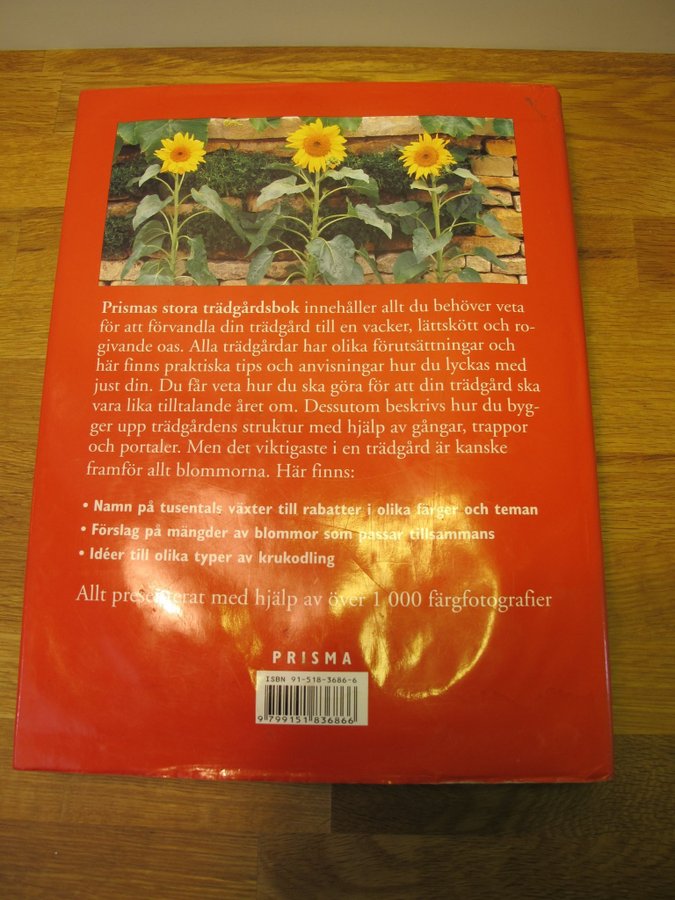 Prismas stora trädgårdsbok innehåller allt du behöver veta
för att förvandla din trädgård till en vacker, lättskött och ro-
givande oas. Alla trädgårdar har olika förutsättningar och
här finns praktiska tips och anvisningar hur du lyckas med
just din. Du får veta hur du ska göra för att din trädgård ska
vara lika tilltalande året om. Dessutom beskrivs hur du byg-
ger upp trädgårdens struktur med hjälp av gångar, trappor
och portaler. Men det viktigaste i en trädgård är kanske
framför allt blommorna. Här finns:
• Namn på tusentals växter till rabatter i olika färger och teman
• Förslag på mängder av blommor som passar tillsammans
• Idéer till olika typer av krukodling
Allt presenterat med hjälp av över 1 000 färgfotografier
PRISMA
ISBN 91-518-3686-6
9 799151 836866